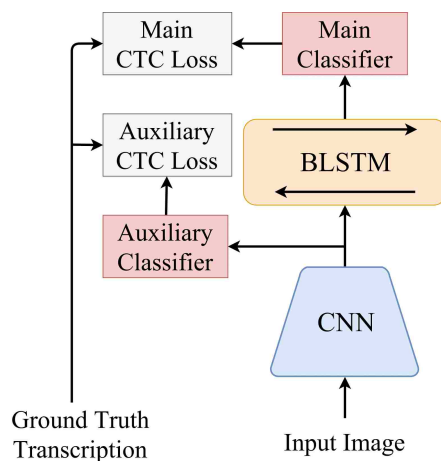 Main
CTC Loss
Main
Classifier
Auxiliary
CTC Loss
BLSTM
Auxiliary
Classifier
CNN
Ground Truth
Transcription
Input Image